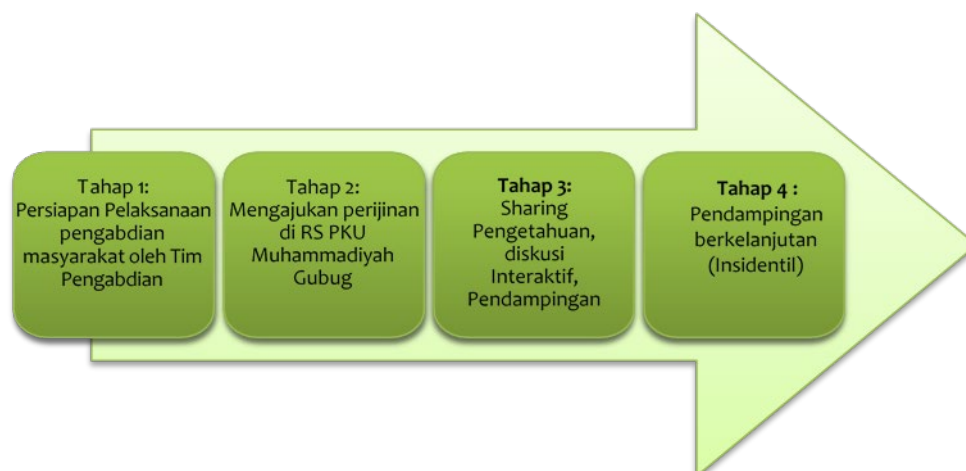 Tahap 1:
Persiapan Pelaksanaan
pengabdian
masyarakat oleh Tim
Pengabdian
Tahap 2:
Mengajukan perijinan
di RS PKU
Muhammadiyah
Gubug
Tahap 3:
Sharing
Pengetahuan,
diskusi
Interaktif,
Pendampingan
Tahap 4 :
Pendampingan
berkelanjutan
(Insidentil)